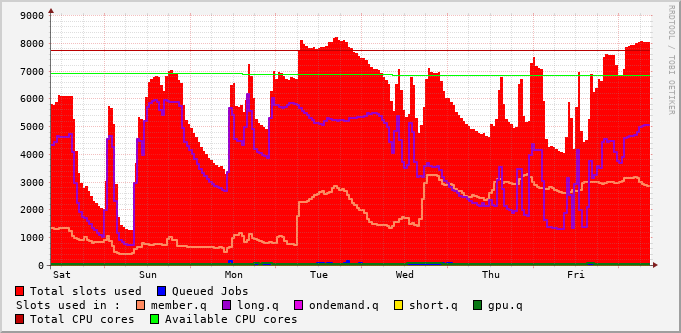 9000
8000
7000
6000
5000
4000
3000
2000
1000
0
Sat Sun Mon Tue Wed Thu Fri
RRDTOOL / TOBI OETIKER
Total slots used Queued Jobs
Slots used in : member.q long.q ondemand.q short.q gpu.q
Total CPU cores Available CPU cores